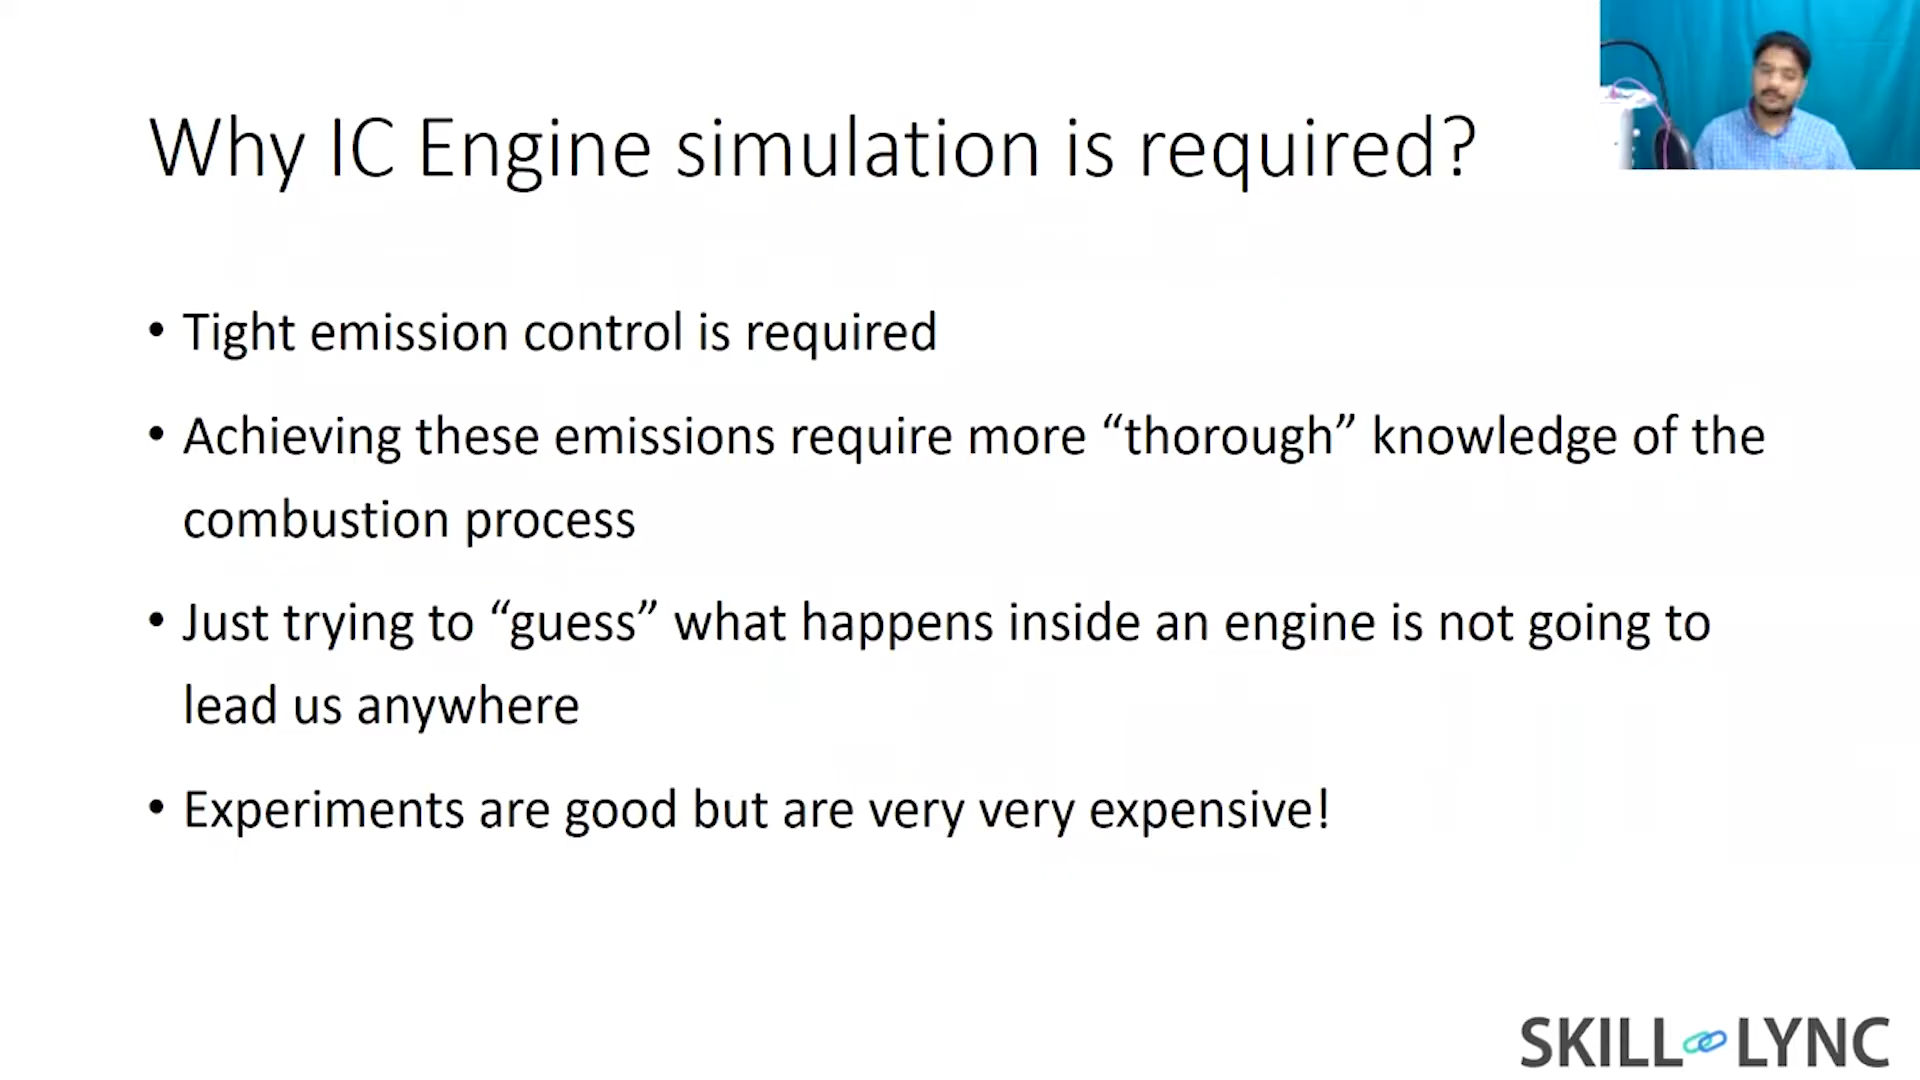 Why IC Engine simulation is required?
• Tight emission control is required
• Achieving these emissions require more “thorough” knowledge of the
combustion process
• Just trying to “guess” what happens inside an engine is not going to
lead us anywhere
• Experiments are good but are very very expensive!
SKILL LYNC